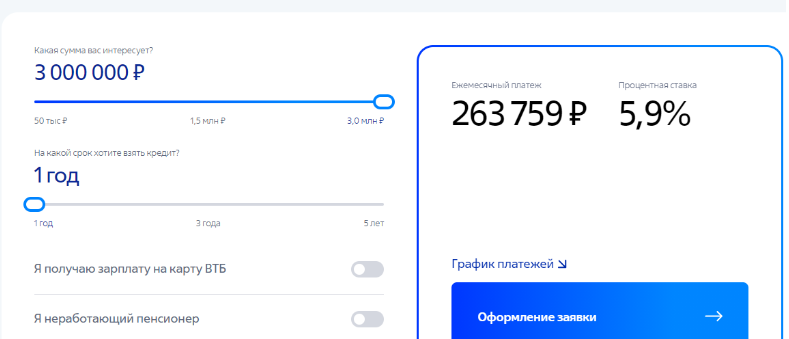 Какая сумма вас интересует?
3 000 000 ₽
50 тыс ₽ 1,5 млн ₽ 3,0 млн ₽
На какой срок хотите взять кредит?
1 год
1 год 3 года 5 лет
Я получаю зарплату на карту ВТБ
Я неработающий пенсионер
Ежемесячный платеж Процентная ставка
263 759 ₽ 5,9%
График платежей
Оформление заявки